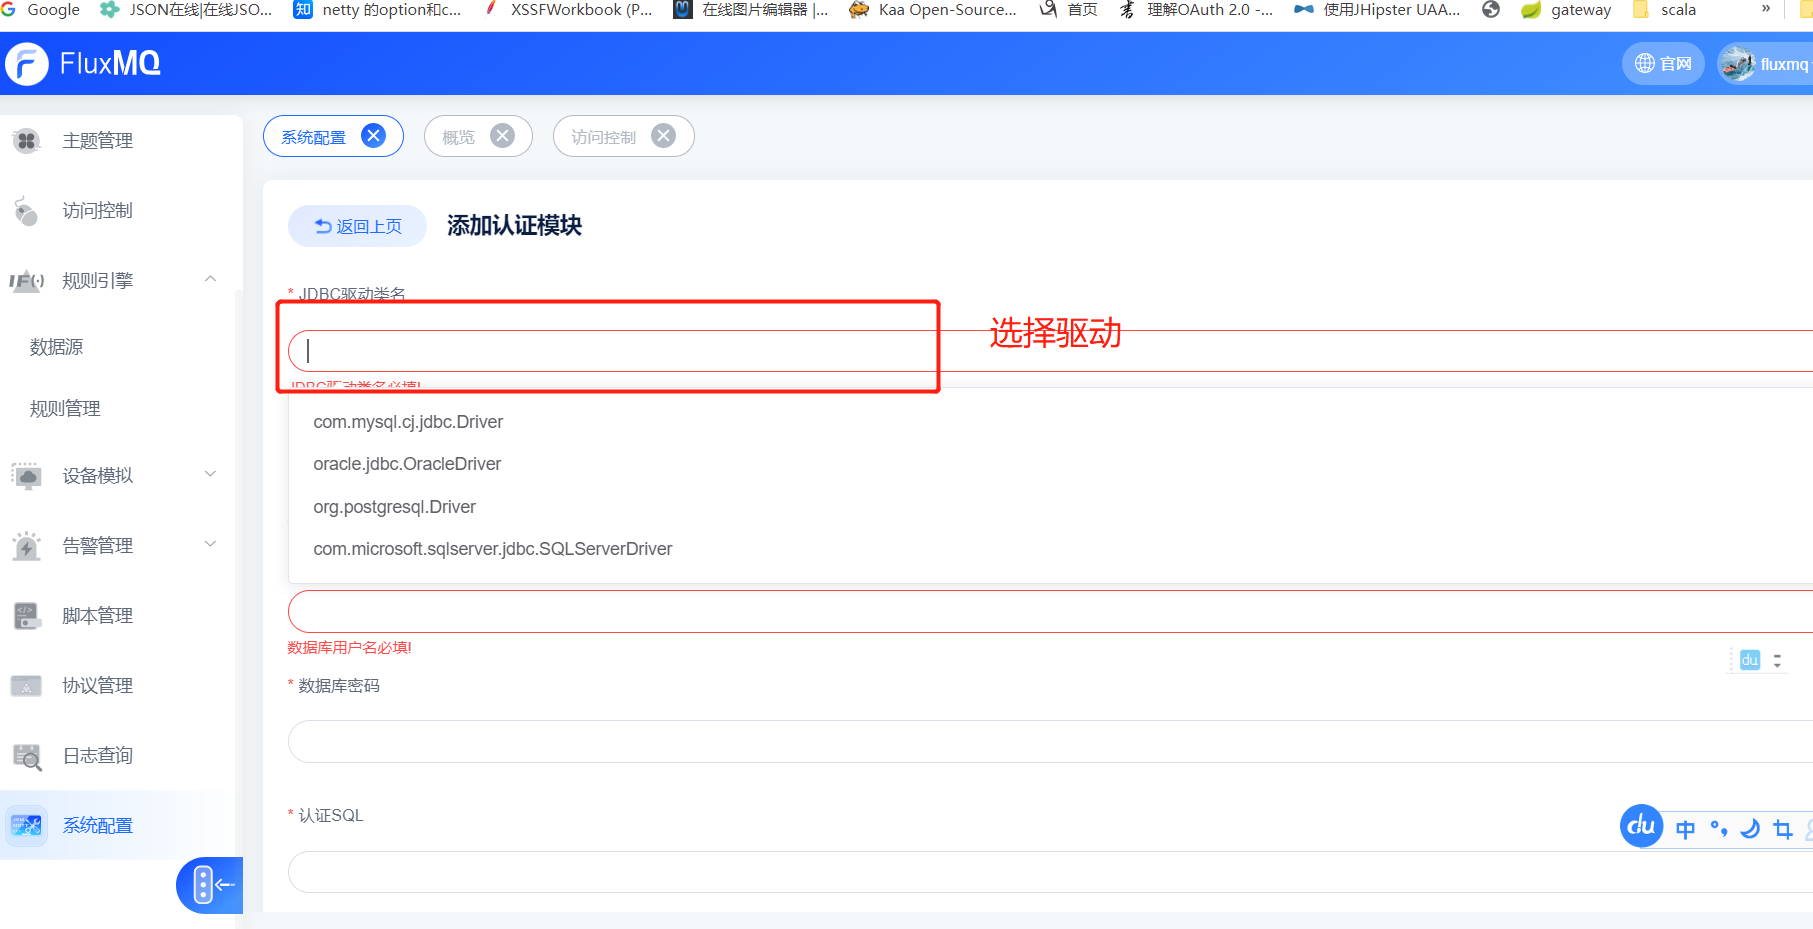 Google
JSON在线|在线JSO...
知
netty 的option和c...
XSSFWorkbook (P...
在线图片编辑器 |...
Kaa Open-Source...
首页
理解OAuth 2.0 -...
使用JHipster UAA...
gateway
scala
»
FluxMQ
官网
fluxmq
主题管理
访问控制
规则引擎
数据源
规则管理
设备模拟
告警管理
脚本管理
协议管理
日志查询
系统配置
系统配置
概览
访问控制
返回上页
添加认证模块
* JDBC驱动类名
选择驱动
JDBC驱动类名必填!
com.mysql.cj.jdbc.Driver
oracle.jdbc.OracleDriver
org.postgresql.Driver
com.microsoft.sqlserver.jdbc.SQLServerDriver
数据库用户名必填!
du
* 数据库密码
* 认证SQL
du
中